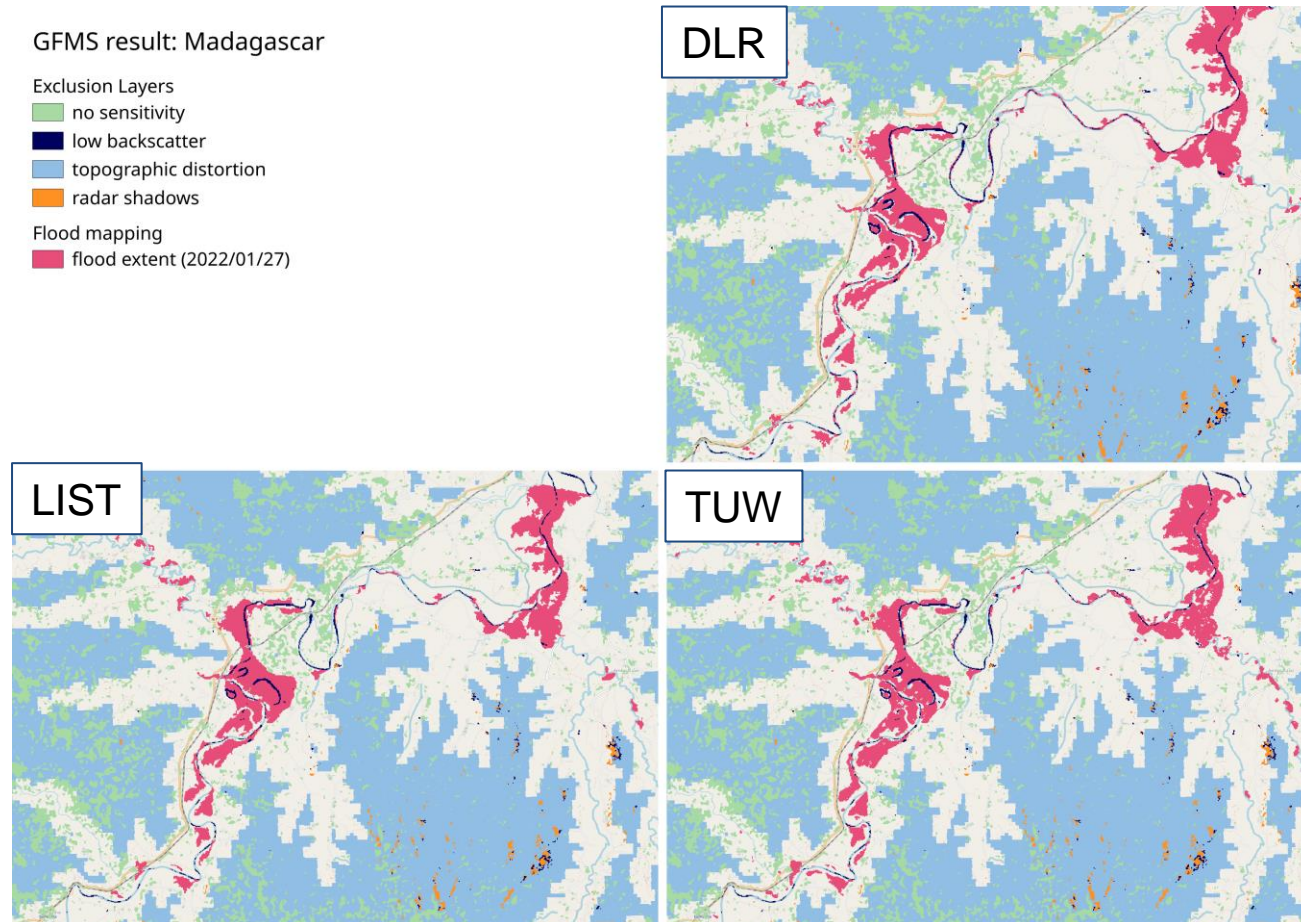 GFMS result: Madagascar
Exclusion Layers
no sensitivity
low backscatter
topographic distortion
radar shadows
Flood mapping
flood extent (2022/01/27)
DLR
LIST
TUW